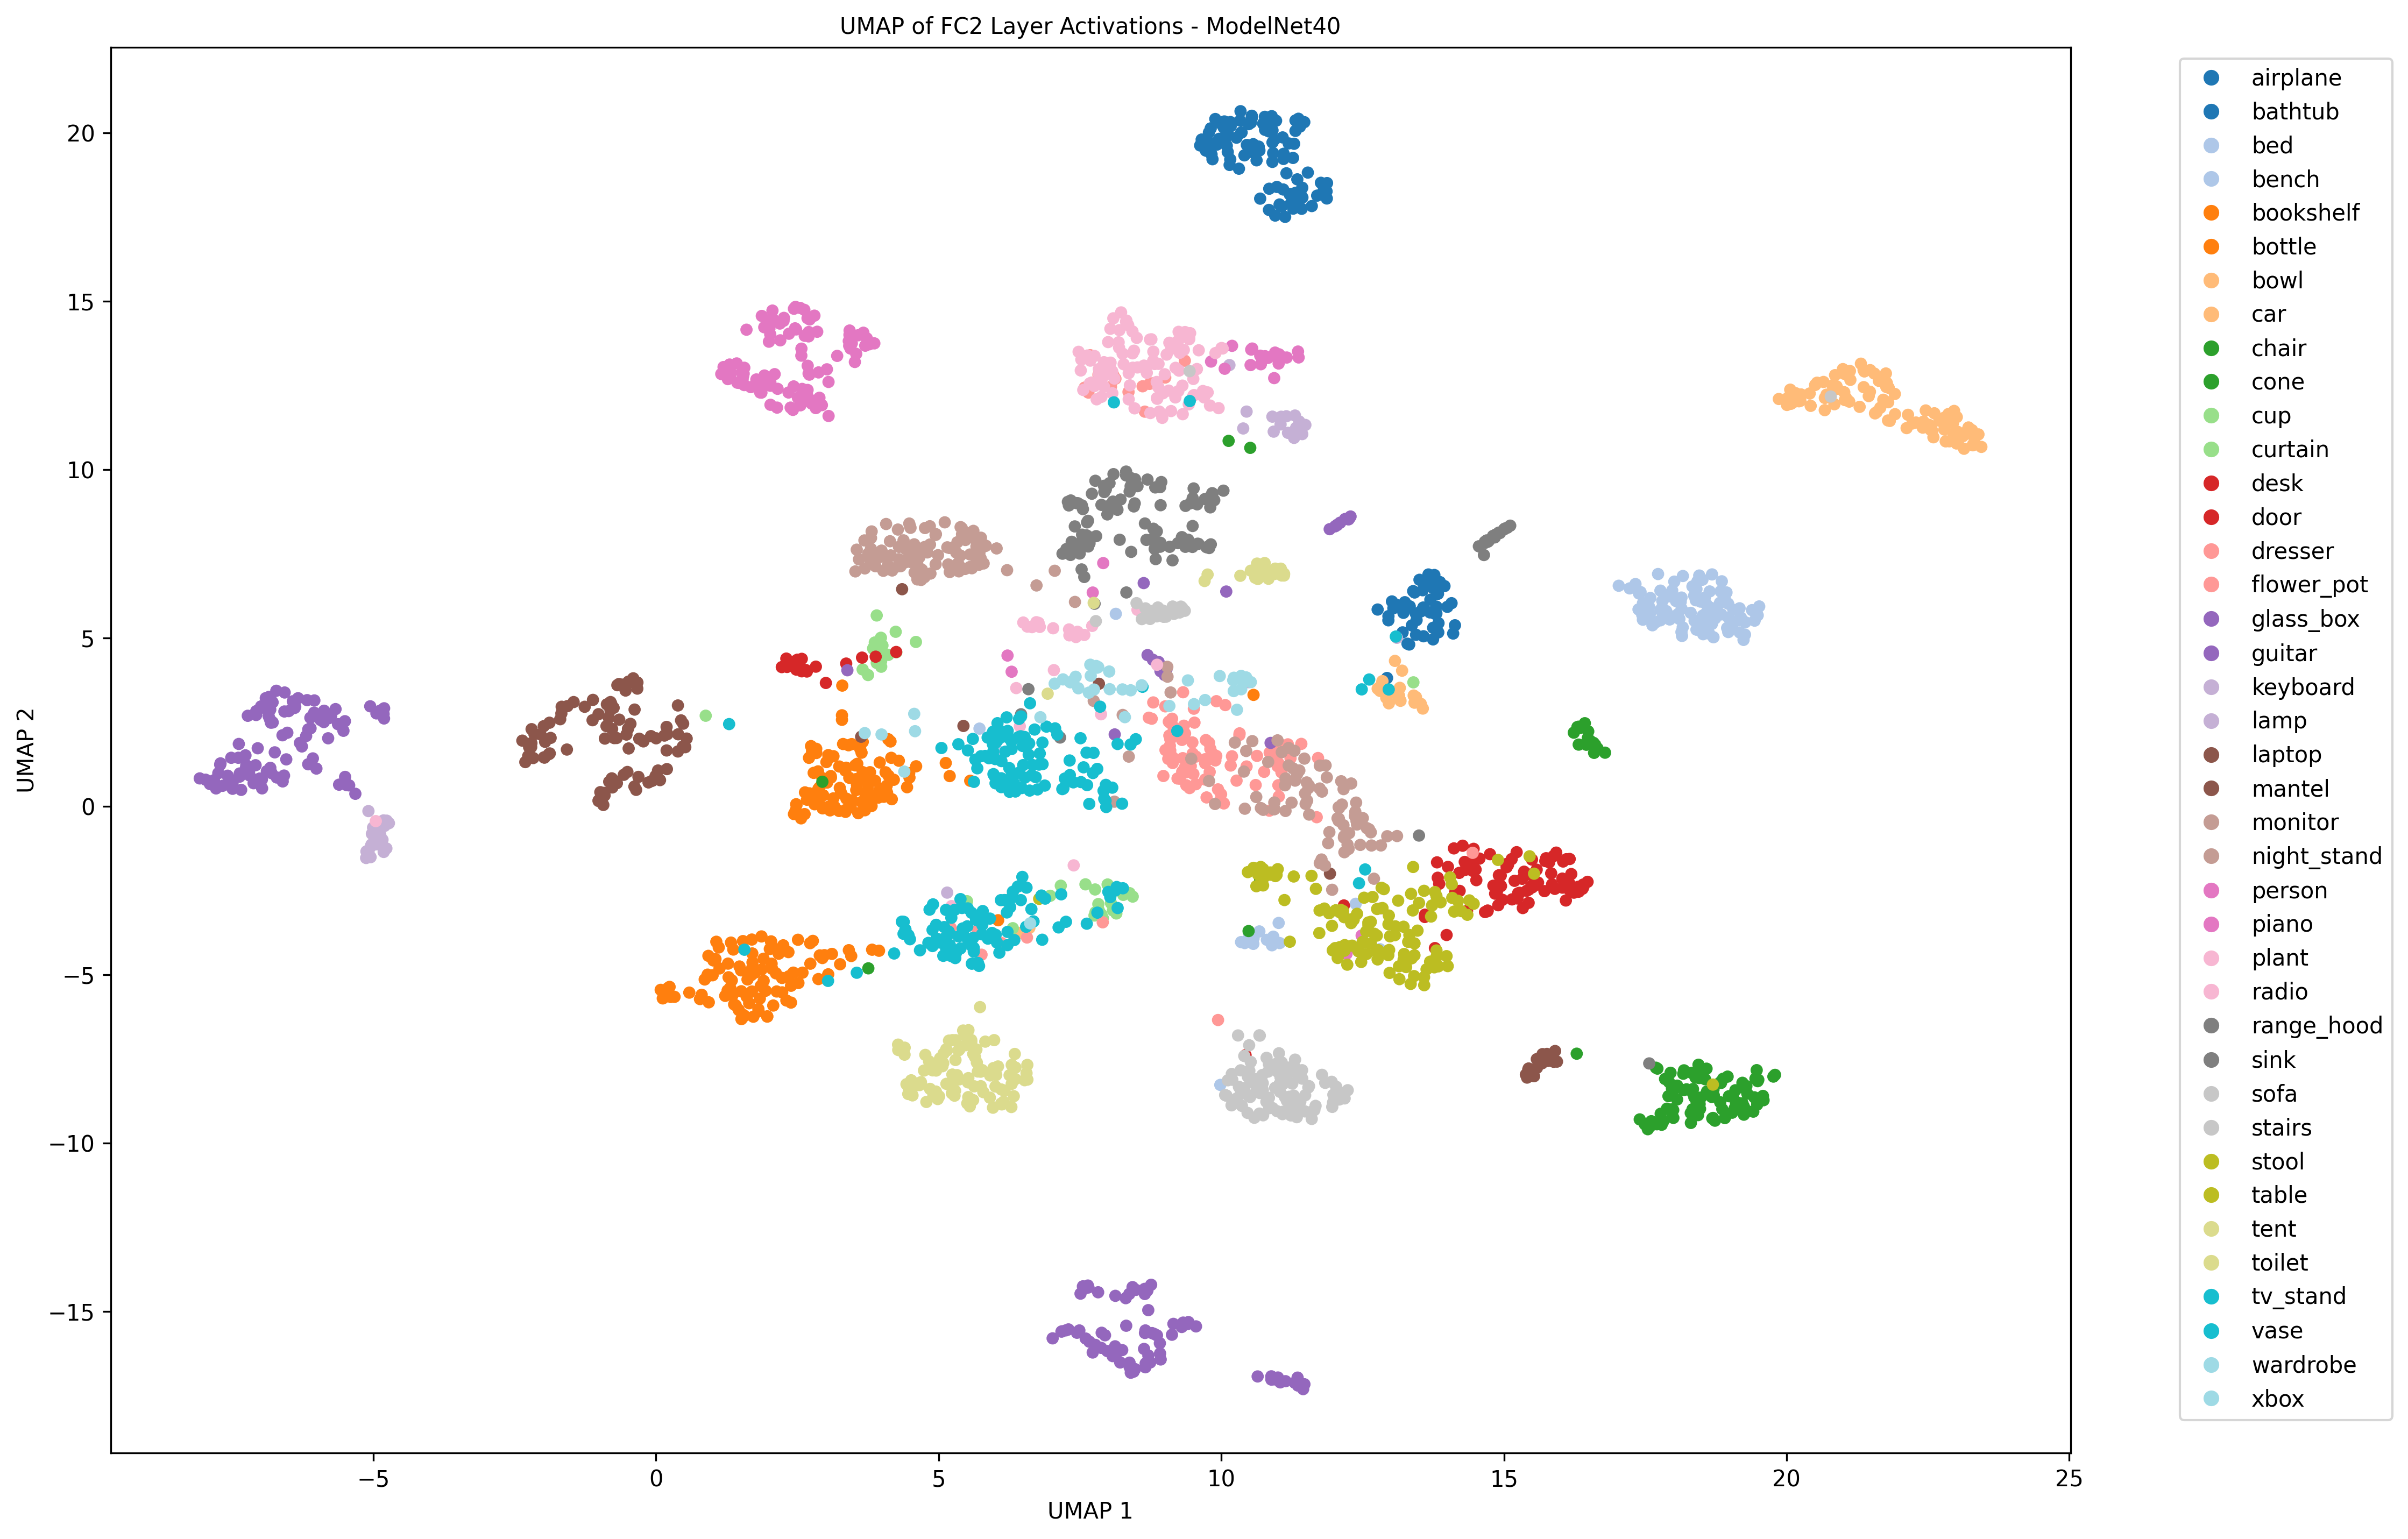 UMAP of FC2 Layer Activations - ModelNet40
20
15
10
5
0
−5
−10
−15
UMAP 2
−5
0
5
10
15
20
25
UMAP 1
airplane
bathtub
bed
bench
bookshelf
bottle
bowl
car
chair
cone
cup
curtain
desk
door
dresser
flower_pot
glass_box
guitar
keyboard
lamp
laptop
mantel
monitor
night_stand
person
piano
plant
radio
range_hood
sink
sofa
stairs
stool
table
tent
toilet
tv_stand
vase
wardrobe
xbox